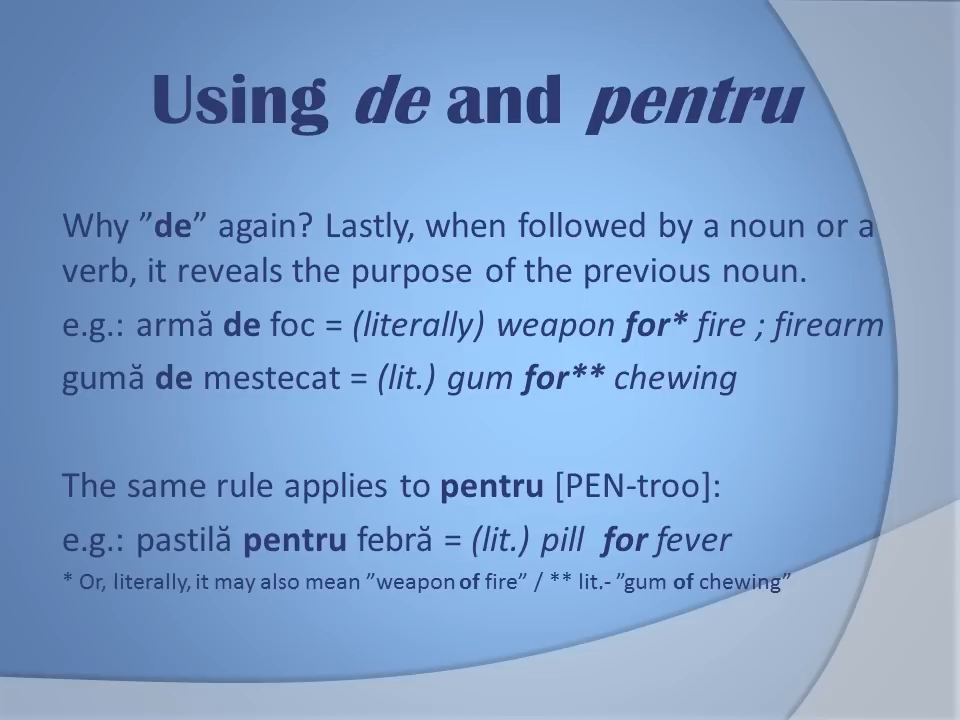 Using de and pentru
Why ”de” again? Lastly, when followed by a noun or a
verb, it reveals the purpose of the previous noun.
e.g.: armă de foc = (literally) weapon for* fire ; firearm
gumă de mestecat = (lit.) gum for** chewing
The same rule applies to pentru [PEN-troo]:
e.g.: pastilă pentru febră = (lit.) pill for fever
* Or, literally, it may also mean ”weapon of fire” / ** lit.- ”gum of chewing”